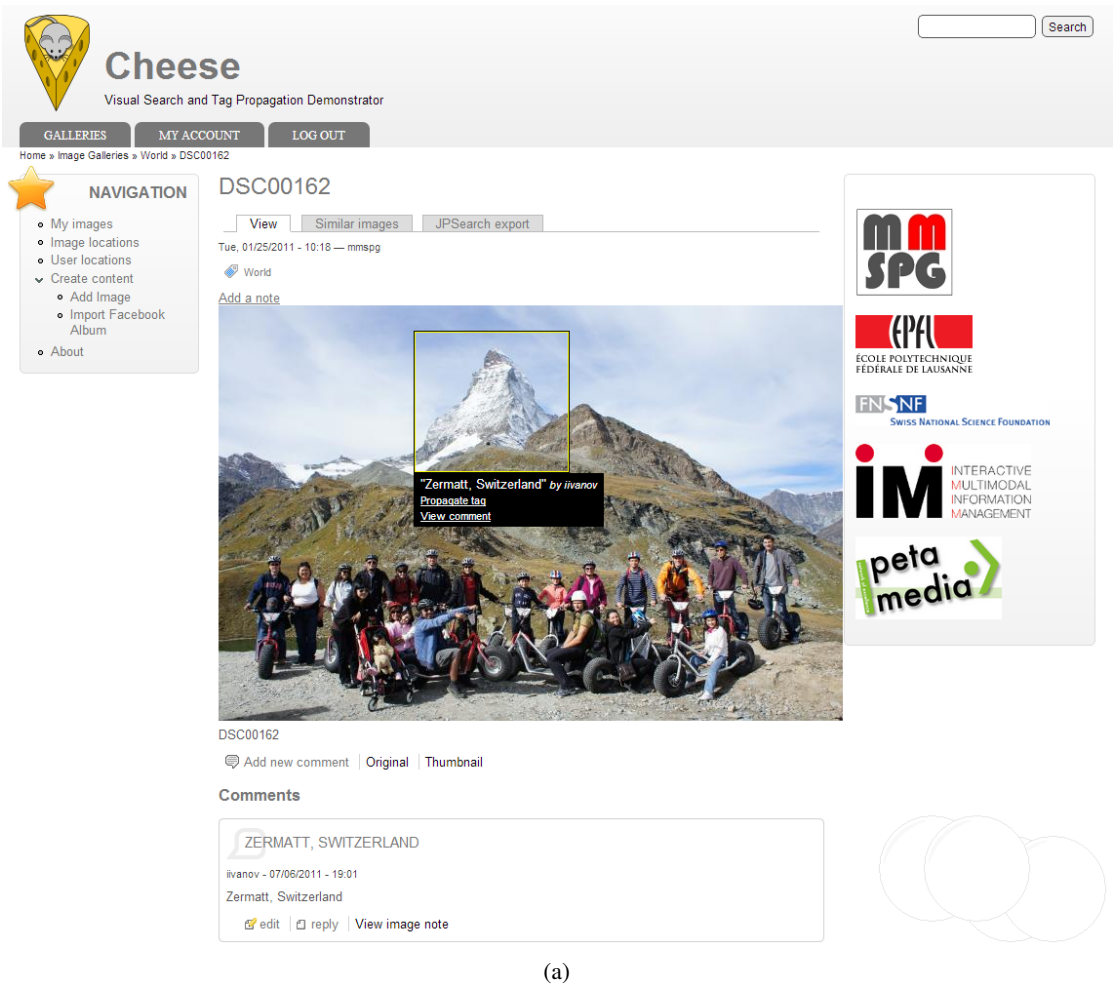 Search
Cheese
Visual Search and Tag Propagation Demonstrator
GALLERIES
MY ACCOUNT
LOG OUT
Home » Image Galleries » World » DSC00162
NAVIGATION
My images
Image locations
User locations
Create content
Add Image
Import Facebook
Album
About
DSC00162
View
Similar images
JPSearch export
Tue, 01/25/2011 - 10:18 — mmspg
World
Add a note
"Zermatt, Switzerland" by iivanov
Propagate tag
View comment
DSC00162
Add new comment
Original
Thumbnail
Comments
ZERMATT, SWITZERLAND
iivanov - 07/06/2011 - 19:01
Zermatt, Switzerland
edit
reply
View image note
MM
SPG
EPFL
ÉCOLE POLYTECHNIQUE
FÉDÉRALE DE LAUSANNE
FNSNF
SWISS NATIONAL SCIENCE FOUNDATION
IM
INTERACTIVE
MULTIMODAL
INFORMATION
MANAGEMENT
peta
media
(a)